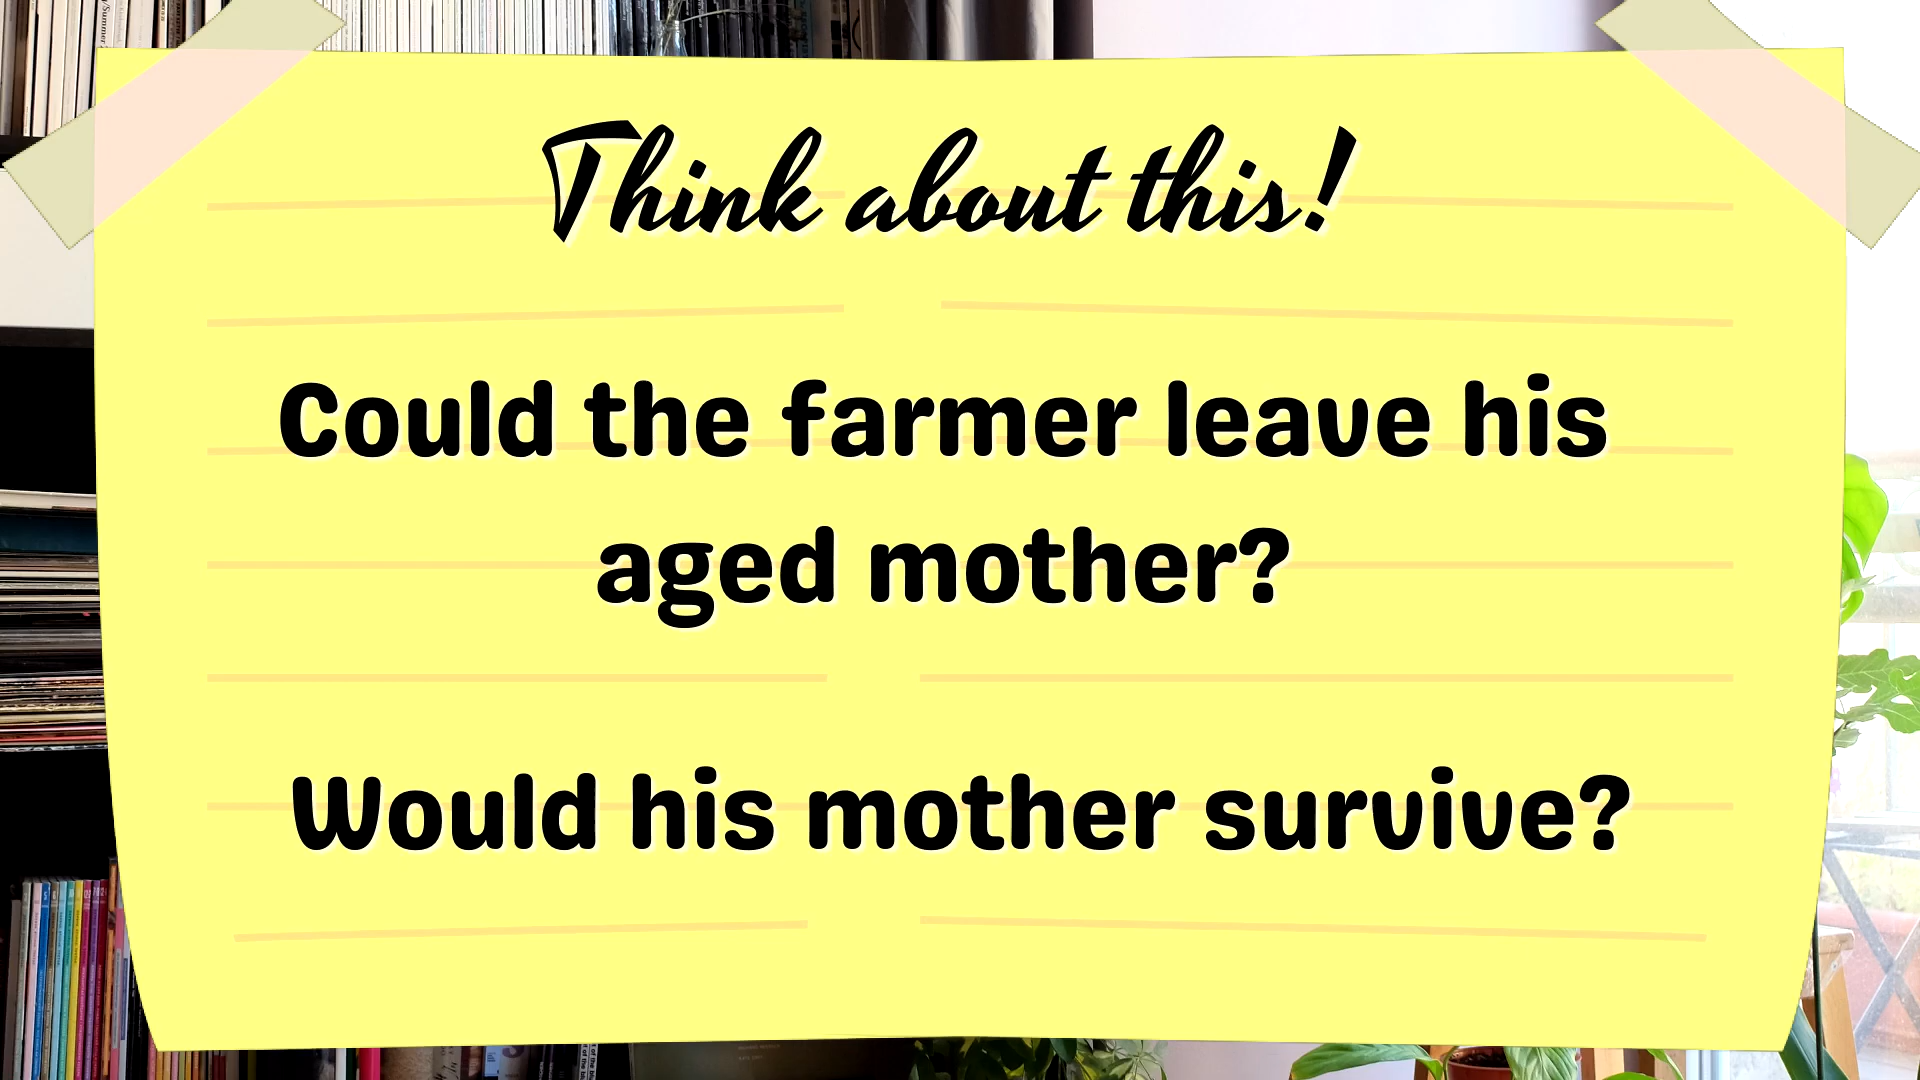 Think about this!
Could the farmer leave his
aged mother?
Would his mother survive?